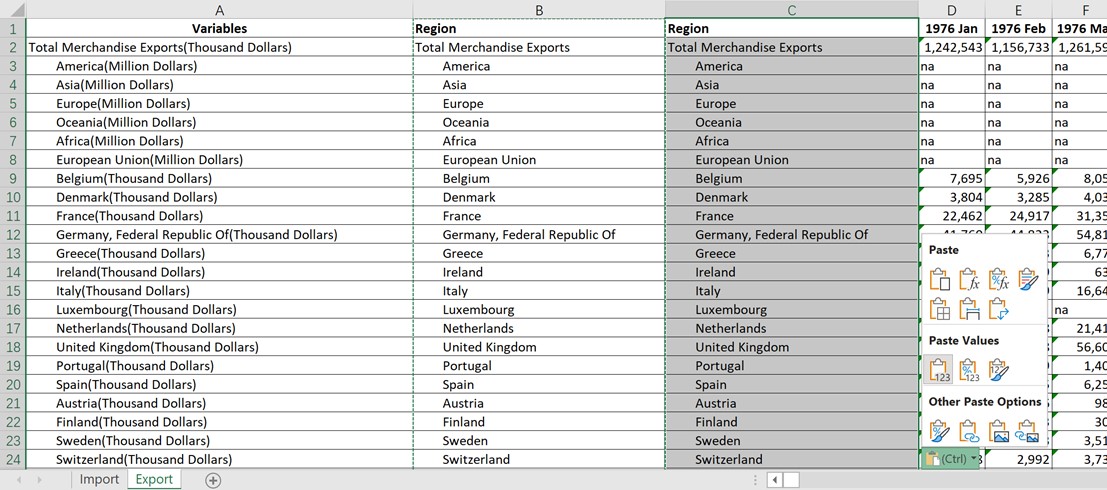 A B C D E F
1 Variables Region Region 1976 Jan 1976 Feb 1976 Ma
2 Total Merchandise Exports(Thousand Dollars) Total Merchandise Exports Total Merchandise Exports 1,242,543 1,156,733 1,261,59
3 America(Million Dollars) America America na na na
4 Asia(Million Dollars) Asia Asia na na na
5 Europe(Million Dollars) Europe Europe na na na
6 Oceania(Million Dollars) Oceania Oceania na na na
7 Africa(Million Dollars) Africa Africa na na na
8 European Union(Million Dollars) European Union European Union na na na
9 Belgium(Thousand Dollars) Belgium Belgium 7,695 5,926 8,05
10 Denmark(Thousand Dollars) Denmark Denmark 3,804 3,285 4,03
11 France(Thousand Dollars) France France 22,462 24,917 31,35
12 Germany, Federal Republic Of(Thousand Dollars) Germany, Federal Republic Of Germany, Federal Republic Of 54,81
13 Greece(Thousand Dollars) Greece Greece Paste 6,77
14 Ireland(Thousand Dollars) Ireland Ireland 63
15 Italy(Thousand Dollars) Italy Italy 16,64
16 Luxembourg(Thousand Dollars) Luxembourg Luxembourg na
17 Netherlands(Thousand Dollars) Netherlands Netherlands 21,41
18 United Kingdom(Thousand Dollars) United Kingdom United Kingdom Paste Values 56,60
19 Portugal(Thousand Dollars) Portugal Portugal 1,40
20 Spain(Thousand Dollars) Spain Spain 6,25
21 Austria(Thousand Dollars) Austria Austria Other Paste Options 98
22 Finland(Thousand Dollars) Finland Finland 30
23 Sweden(Thousand Dollars) Sweden Sweden 3,51
24 Switzerland(Thousand Dollars) Switzerland Switzerland (Ctrl) 2,992 3,73
Import Export